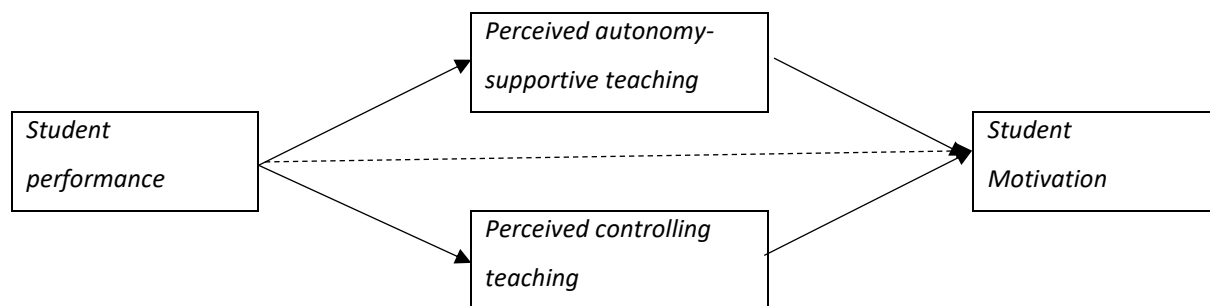 Perceived autonomy-
supportive teaching
Student
performance
Student
Motivation
Perceived controlling
teaching